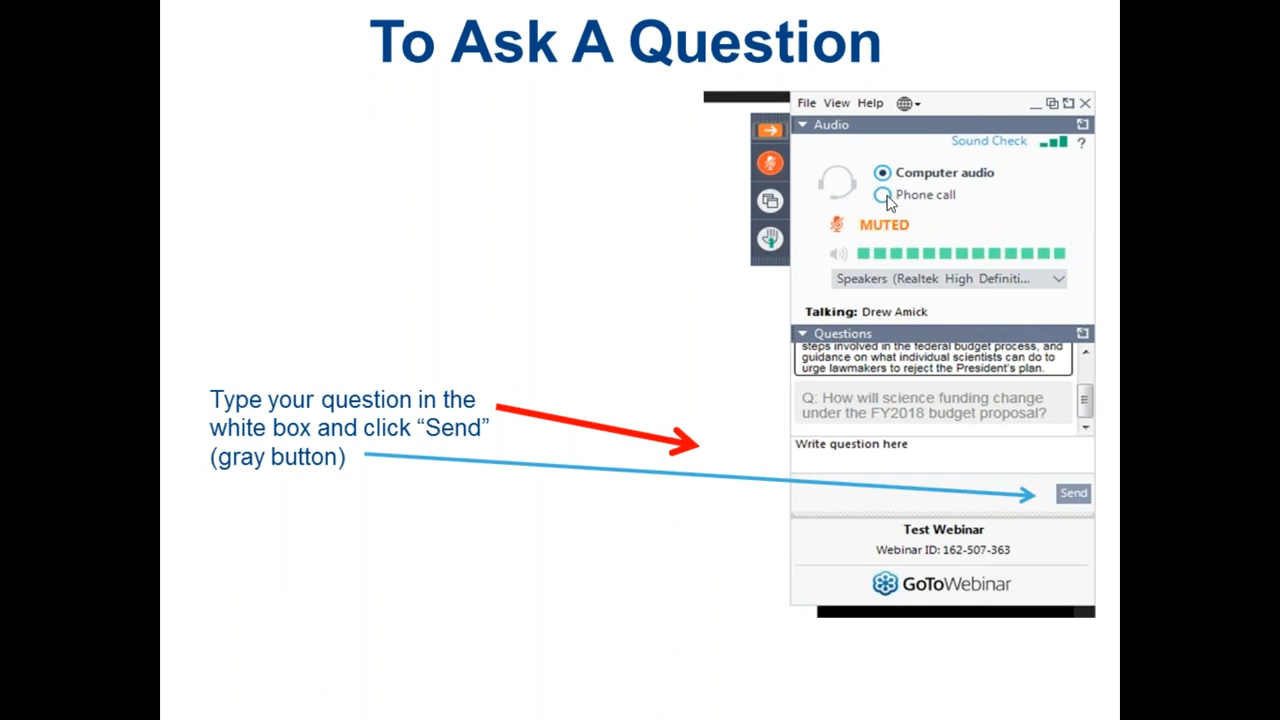 To Ask A Question
File View Help
Audio
Sound Check
?
Computer audio
Phone call
MUTED
Speakers (Realtek High Definiti...
Talking: Drew Amick
Questions
steps involved in the federal budget process, and
guidance on what individual scientists can do to
urge lawmakers to reject the President's plan.
Q: How will science funding change
under the FY2018 budget proposal?
Write question here
Send
Test Webinar
Webinar ID: 162-507-363
GoToWebinar
Type your question in the
white box and click “Send”
(gray button)